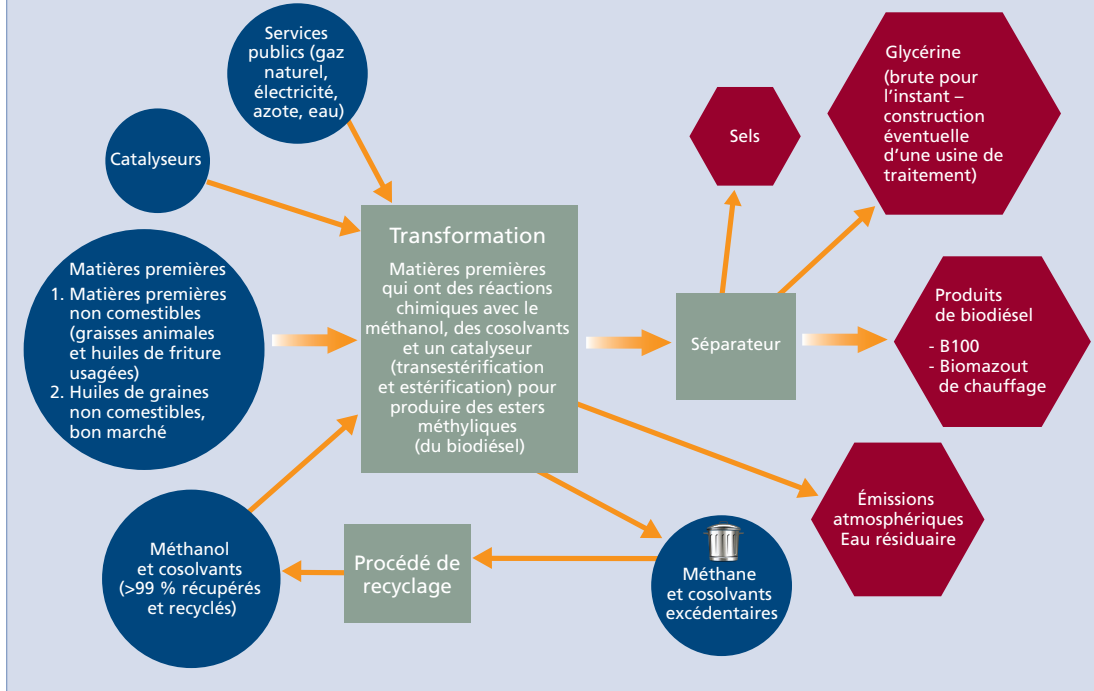 Services
publics (gaz
naturel,
électricité,
azote, eau)
Catalyseurs
Matières premières
1. Matières premières
non comestibles
(graisses animales
et huiles de friture
usagées)
2. Huiles de graines
non comestibles,
bon marché
Transformation
Matières premières
qui ont des réactions
chimiques avec le
méthanol, des cosolvants
et un catalyseur
(transestérification
et estérification) pour
produire des esters
méthyliques
(du biodiésel)
Séparateur
Sels
Glycérine
(brute pour
l’instant –
construction
éventuelle
d’une usine de
traitement)
Produits
de biodiésel
- B100
- Biomazout
de chauffage
Émissions
atmosphériques
Eau résiduaire
Méthane
et cosolvants
excédentaires
Procédé de
recyclage
Méthanol
et cosolvants
(>99 % récupérés
et recyclés)